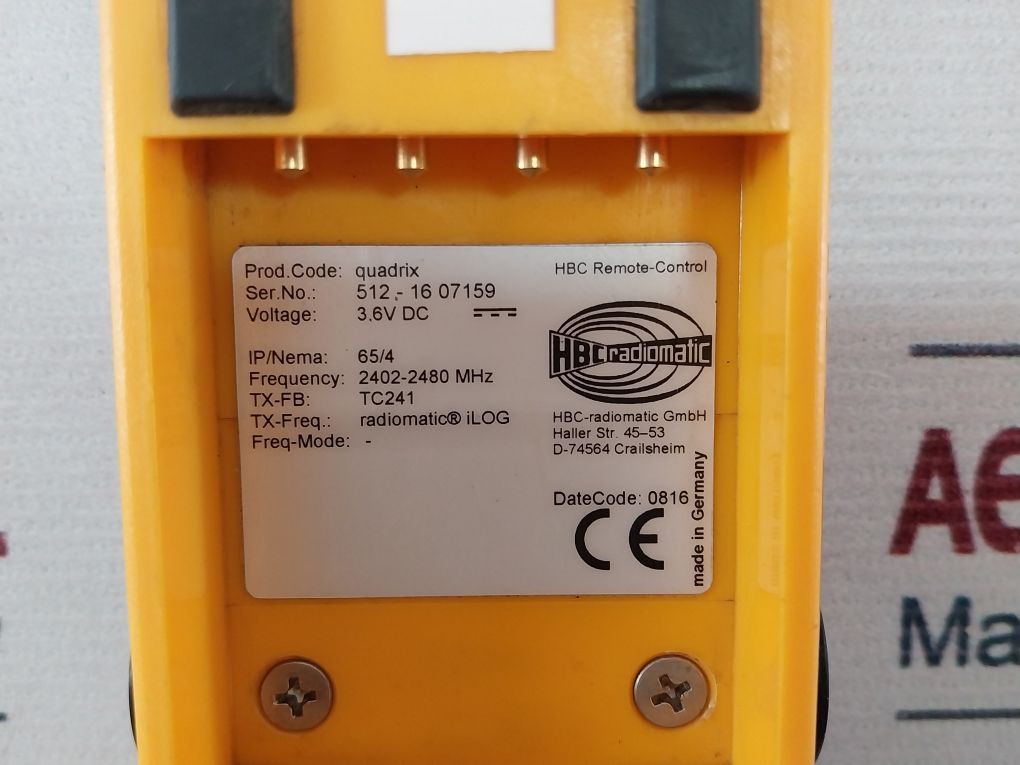 Prod.Code: quadrix
Ser.No.: 512 - 16 07159
Voltage: 3,6V DC
IP/Nema: 65/4
Frequency: 2402-2480 MHz
TX-FB: TC241
TX-Freq.: radiomatic® iLOG
Freq-Mode: -
HBC Remote-Control
HBCradiomatic
HBC-radiomatic GmbH
Haller Str. 45–53
D-74564 Crailsheim
DateCode: 0816
CE
made in Germany
Ae
Ma